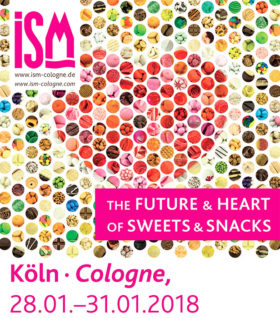 ism
www.ism-cologne.de
www.ism-cologne.com
THE FUTURE & HEART
OF SWEETS & SNACKS
Köln · Cologne,
28.01.–31.01.2018